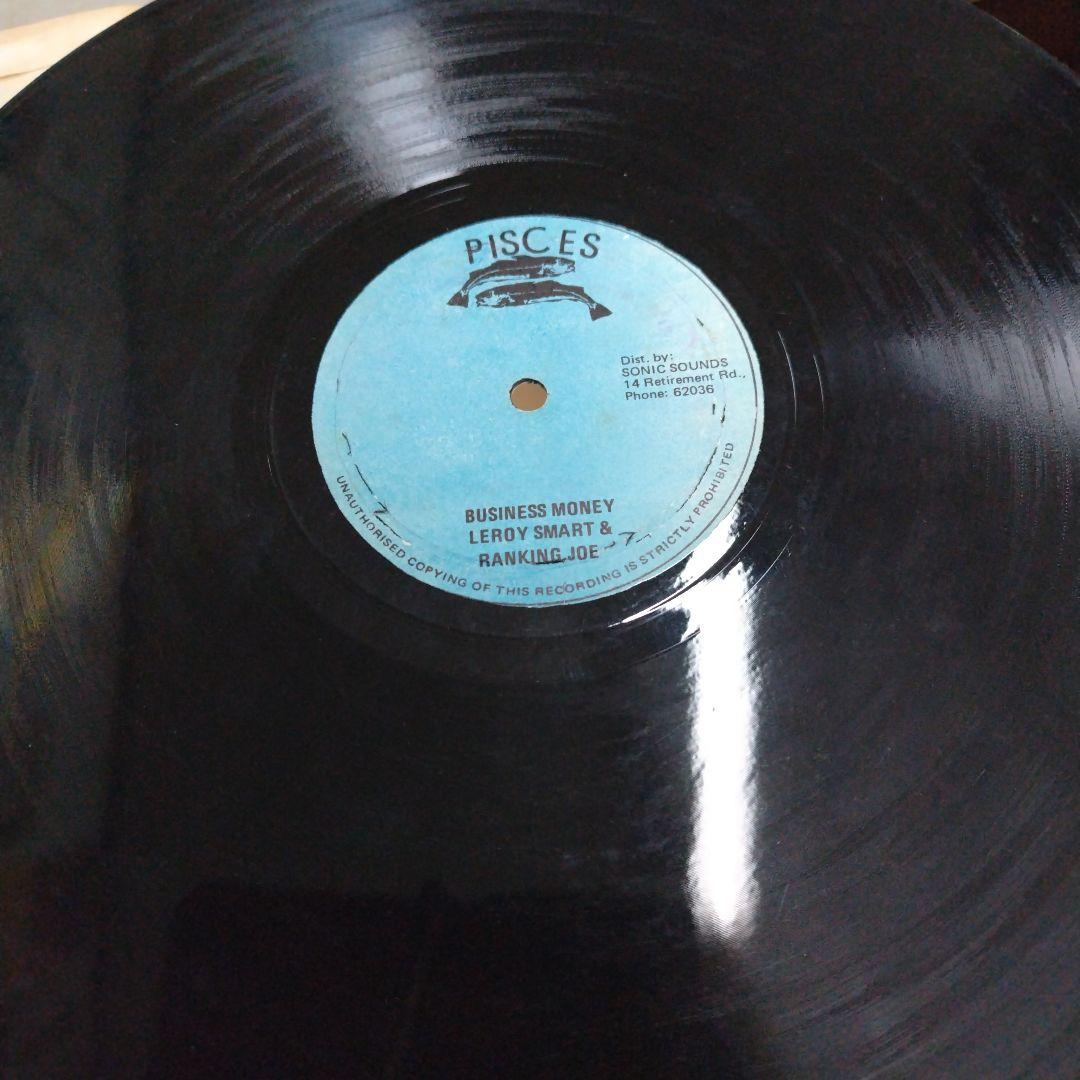 PISCES
Dist. by:
SONIC SOUNDS
14 Retirement Rd.,
Phone: 62036
BUSINESS MONEY
LEROY SMART &
RANKING JOE
UNAUTHORISED COPYING OF THIS RECORDING IS STRICTLY PROHIBITED